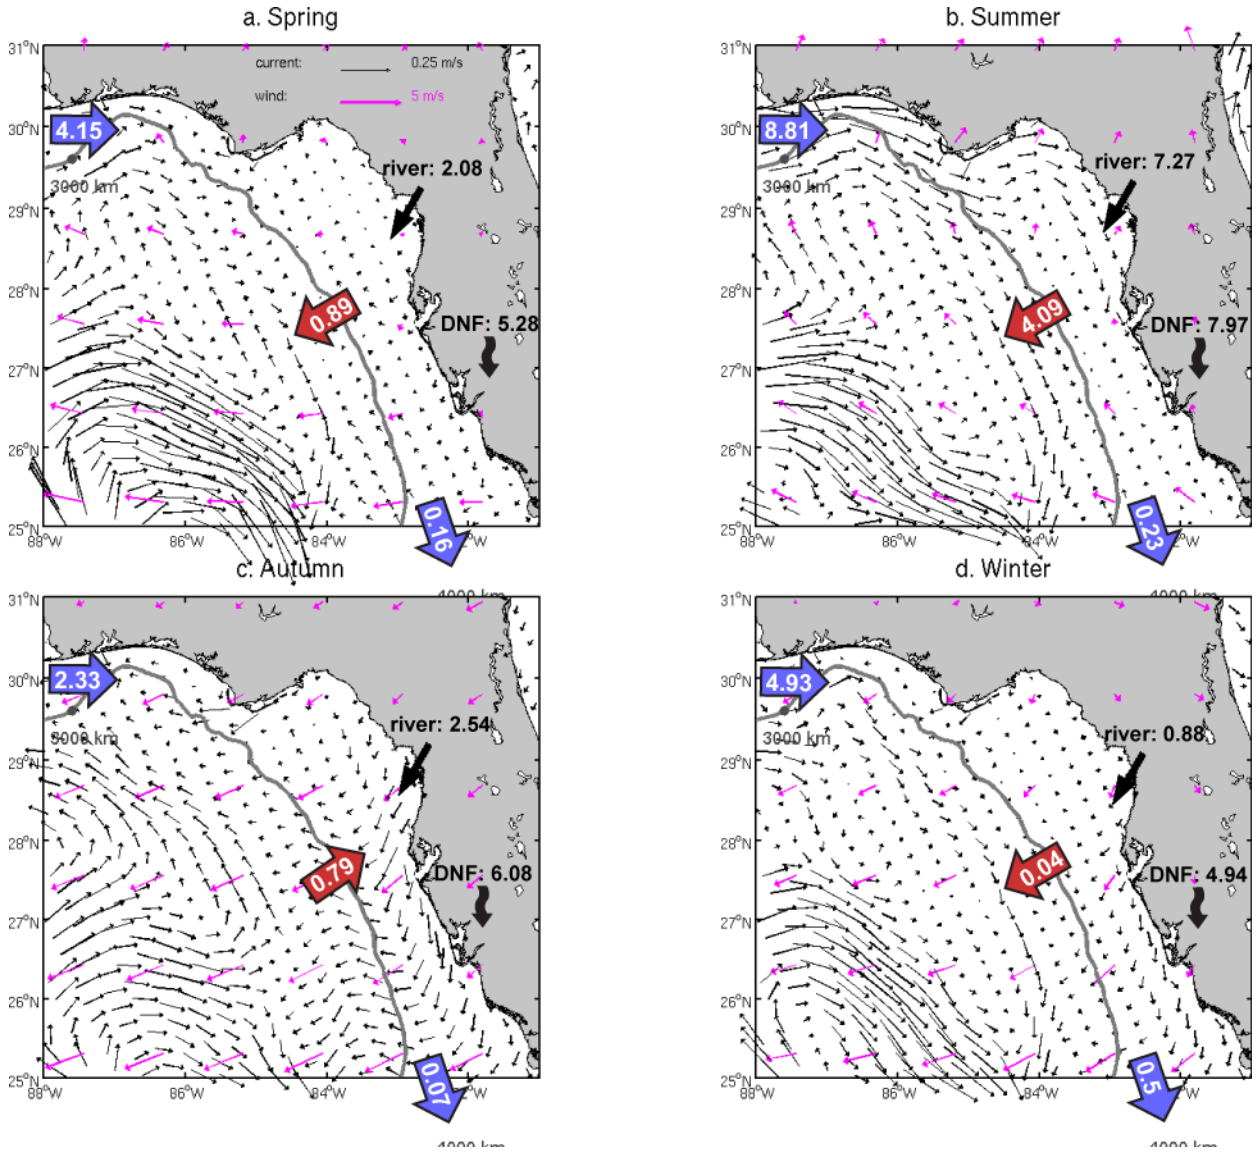 a. Spring
b. Summer
31°N
current:
0.25 m/s
wind:
5 m/s
30°N
4.15
river: 2.08
3000 km
29°N
28°N
0.89
DNF: 5.28
27°N
26°N
25°N
0.16
88°W
86°W
84°W
31°N
30°N
8.81
river: 7.27
3000 km
29°N
28°N
4.09
DNF: 7.97
27°N
26°N
25°N
0.23
88°W
86°W
84°W
c. Autumn
d. Winter
31°N
30°N
2.33
river: 2.54
3000 km
29°N
28°N
0.79
DNF: 6.08
27°N
26°N
25°N
0.07
88°W
86°W
84°W
4000 km
31°N
30°N
4.93
river: 0.88
3000 km
29°N
28°N
0.04
DNF: 4.94
27°N
26°N
25°N
0.5
88°W
86°W
84°W
4000 km